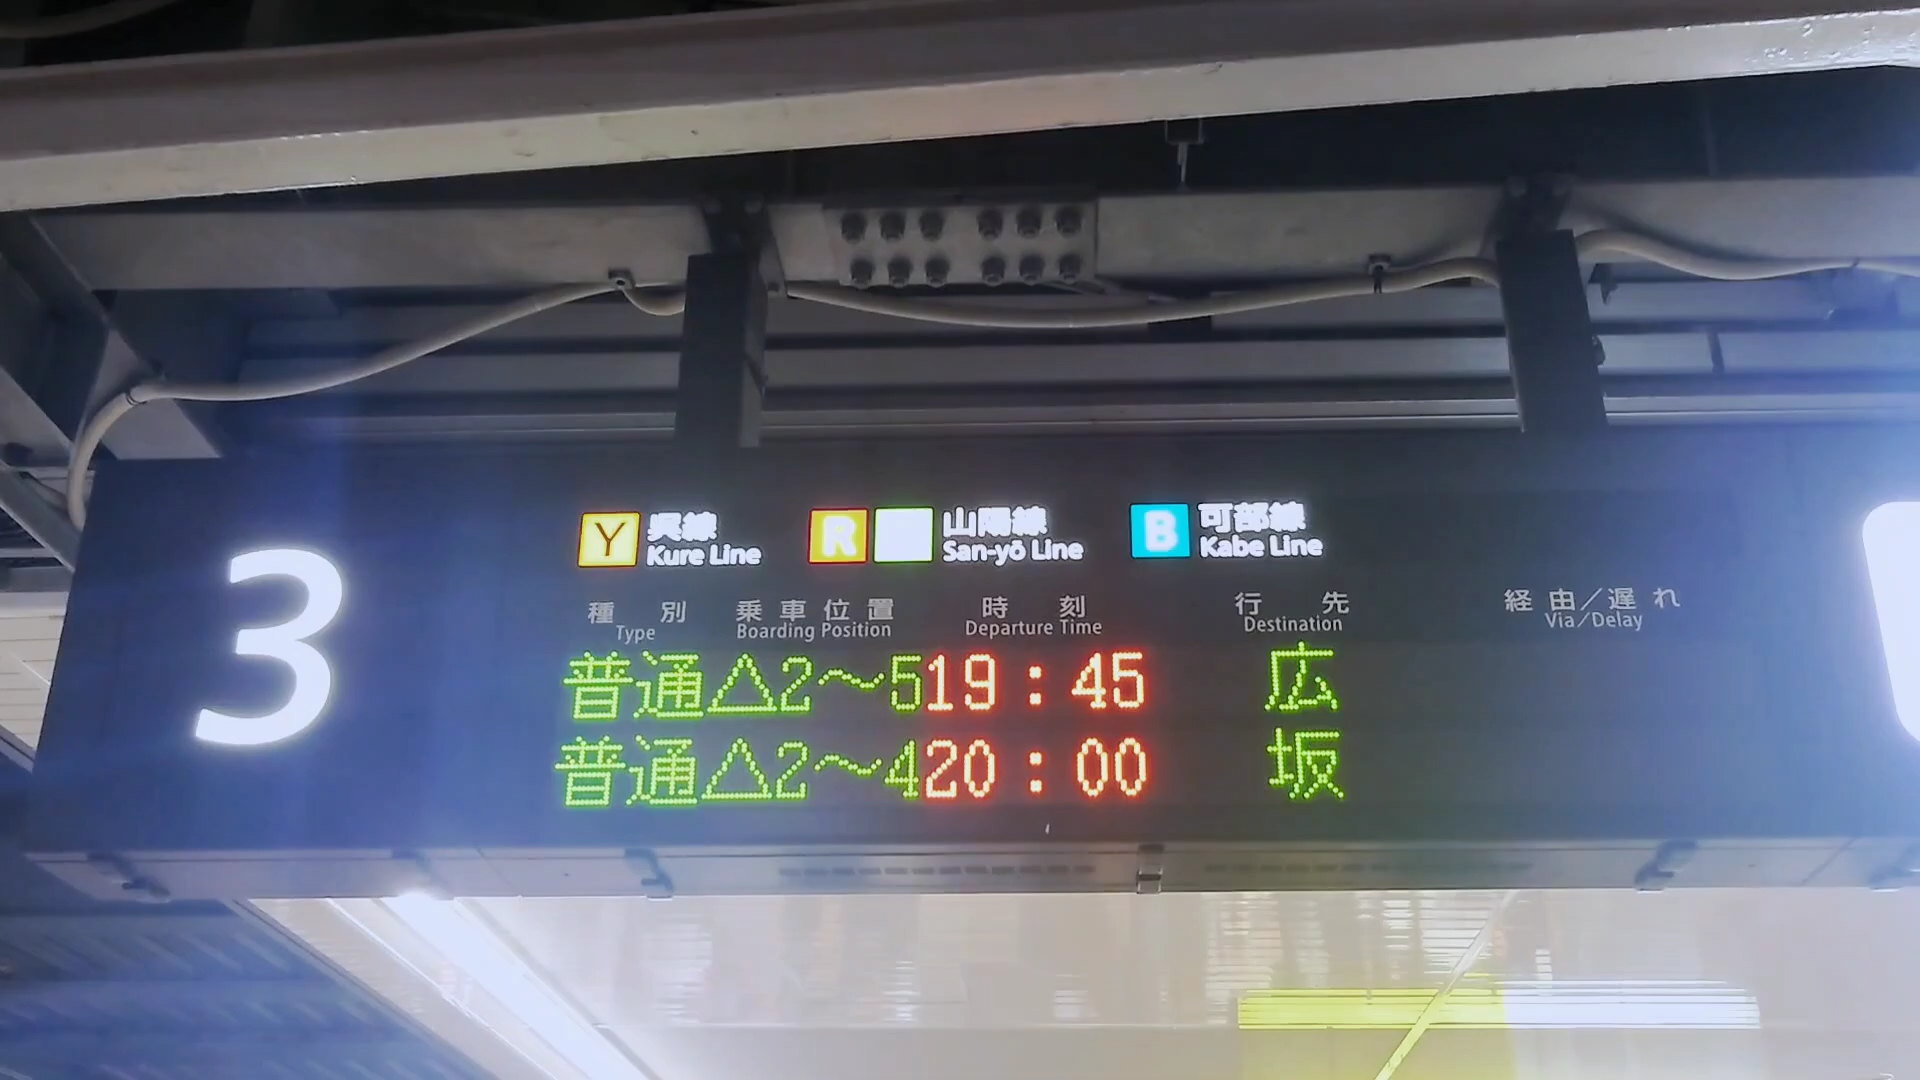 3
Y 呉線 R 山陽線 B 可部線
Kure Line San-yō Line Kabe Line
種別 乗車位置 時刻 行先 経由/遅れ
Type Boarding Position Departure Time Destination Via/Delay
普通△2~5 19:45 広
普通△2~4 20:00 坂